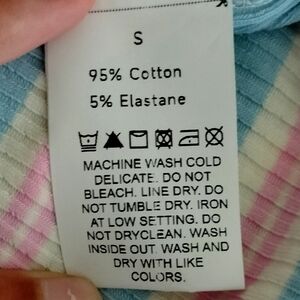 S
95% Cotton
5% Elastane
MACHINE WASH COLD
DELICATE. DO NOT
BLEACH. LINE DRY. DO
NOT TUMBLE DRY. IRON
AT LOW SETTING. DO
NOT DRYCLEAN. WASH
INSIDE OUT. WASH AND
DRY WITH LIKE
COLORS.